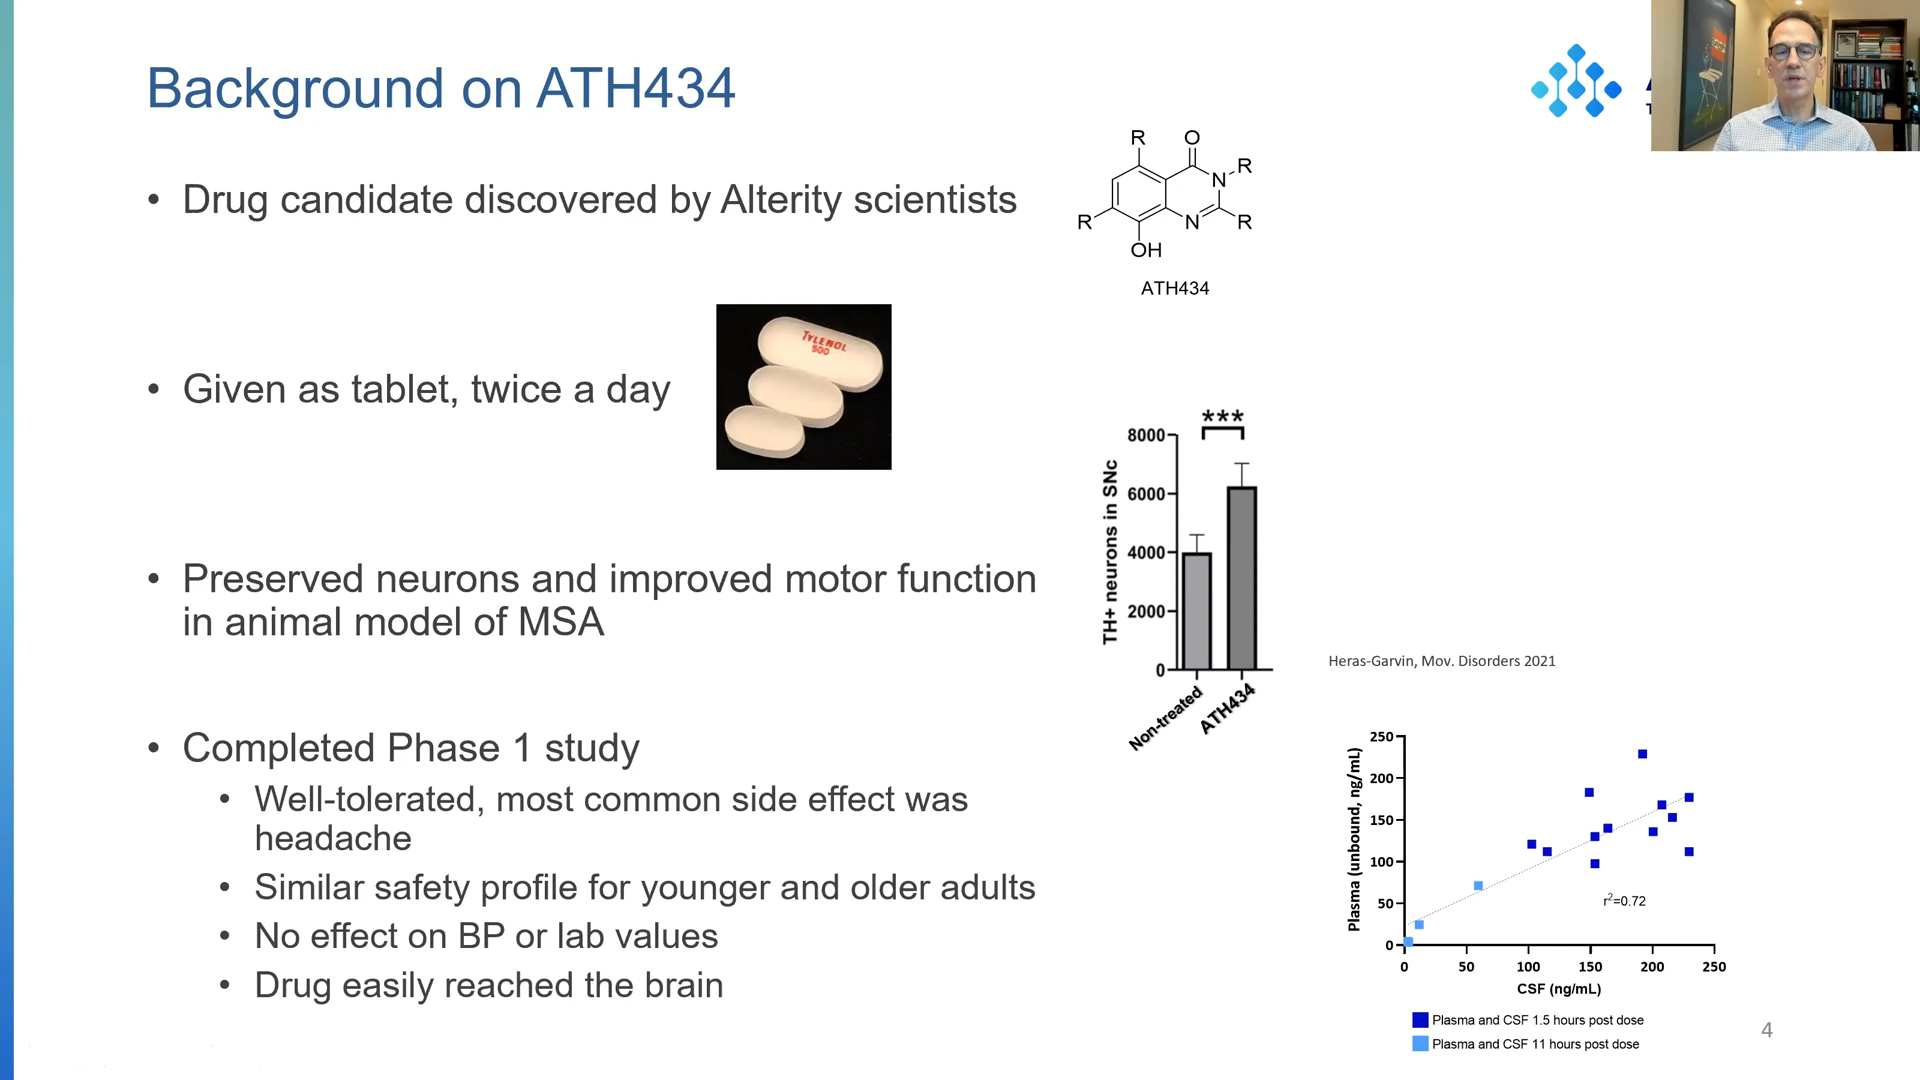 Background on ATH434
• Drug candidate discovered by Alterity scientists
R
O
N
R
R
N
R
OH
ATH434
• Given as tablet, twice a day
TYLENOL
500
• Preserved neurons and improved motor function
in animal model of MSA
***
8000
6000
4000
2000
0
TH+ neurons in SNc
Non-treated
ATH434
Heras-Garvin, Mov. Disorders 2021
• Completed Phase 1 study
• Well-tolerated, most common side effect was
headache
• Similar safety profile for younger and older adults
• No effect on BP or lab values
• Drug easily reached the brain
Plasma (unbound, ng/mL)
250
200
150
100
50
0
r²=0.72
0 50 100 150 200 250
CSF (ng/mL)
Plasma and CSF 1.5 hours post dose
Plasma and CSF 11 hours post dose
4